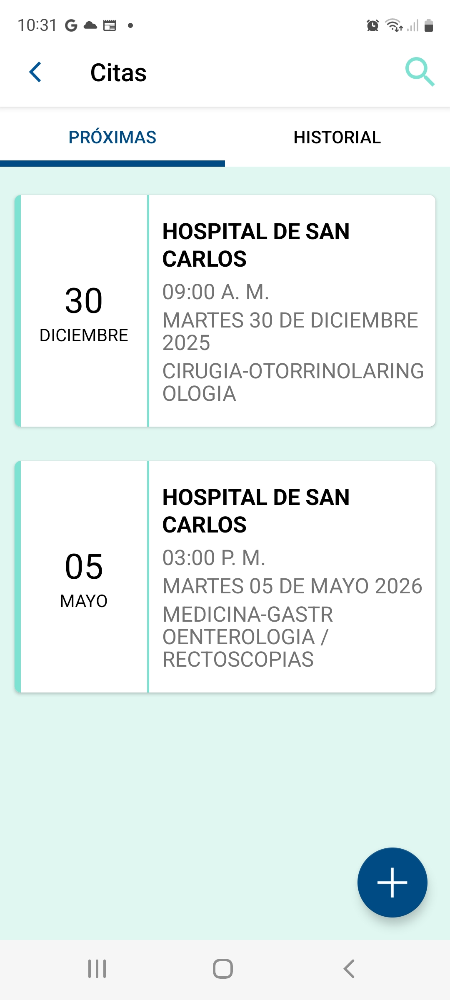 10:31
Citas
PRÓXIMAS
HISTORIAL
30
DICIEMBRE
HOSPITAL DE SAN
CARLOS
09:00 A. M.
MARTES 30 DE DICIEMBRE
2025
CIRUGIA-OTORRINOLARING
OLOGIA
05
MAYO
HOSPITAL DE SAN
CARLOS
03:00 P. M.
MARTES 05 DE MAYO 2026
MEDICINA-GASTR
OENTEROLOGIA /
RECTOSCOPIAS